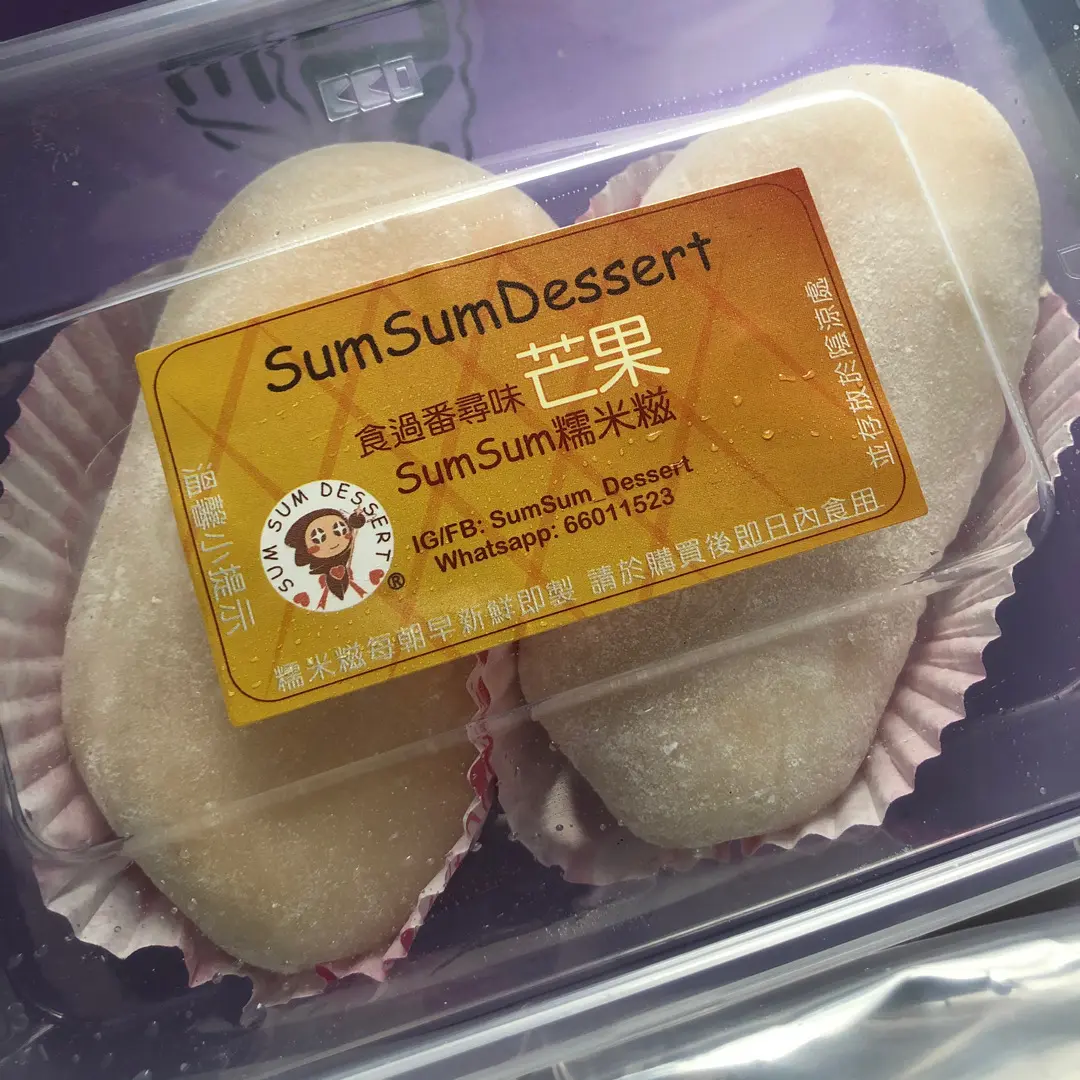 SumSumDessert
芒果
食過番尋味
SumSum糯米糍
IG/FB: SumSum_Dessert
Whatsapp: 66011523
SUM SUM DESSERT
®
溫馨小提示
糯米糍每朝早新鮮即製 請於購買後即日內食用
並存放於陰涼處